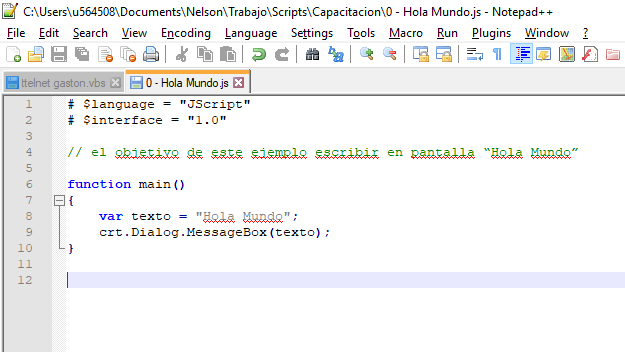 C:\Users\u564508\Documents\Nelson\Trabajo\Scripts\Capacitacion\0 - Hola Mundo.js - Notepad++
File Edit Search View Encoding Language Settings Tools Macro Run Plugins Window ?
ttelnet gaston.vbs 0 - Hola Mundo.js
1 # $language = "JScript"
2 # $interface = "1.0"
3
4 // el objetivo de este ejemplo escribir en pantalla “Hola Mundo”
5
6 function main()
7 {
8 var texto = "Hola Mundo";
9 crt.Dialog.MessageBox(texto);
10 }
11
12